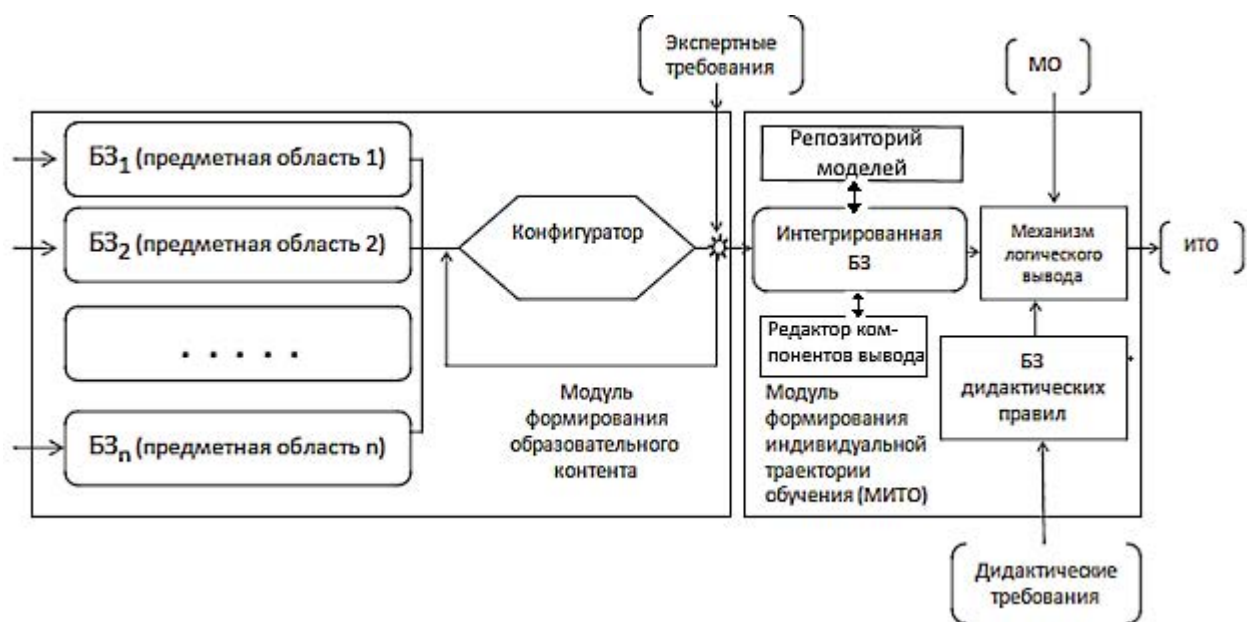 Экспертные
требования
МО
БЗ1 (предметная область 1)
БЗ2 (предметная область 2)
. . . . .
БЗn (предметная область n)
Конфигуратор
Модуль
формирования
образовательного
контента
Репозиторий
моделей
Интегрированная
БЗ
Редактор ком-
понентов вывода
Модуль
формирования
индивидуальной
траектории
обучения (МИТО)
Механизм
логического
вывода
ИТО
БЗ
дидактических
правил
Дидактические
требования